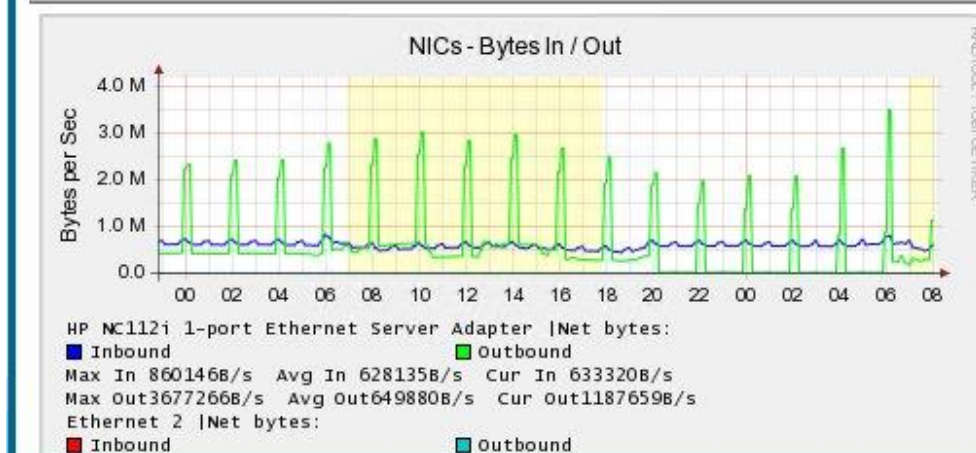 NICs - Bytes In / Out
Bytes per Sec
4.0 M
3.0 M
2.0 M
1.0 M
0.0
00 02 04 06 08 10 12 14 16 18 20 22 00 02 04 06 08
HP NC112i 1-port Ethernet Server Adapter |Net bytes:
Inbound Outbound
Max In 860146B/s Avg In 628135B/s Cur In 633320B/s
Max Out3677266B/s Avg Out649880B/s Cur Out1187659B/s
Ethernet 2 |Net bytes:
Inbound Outbound